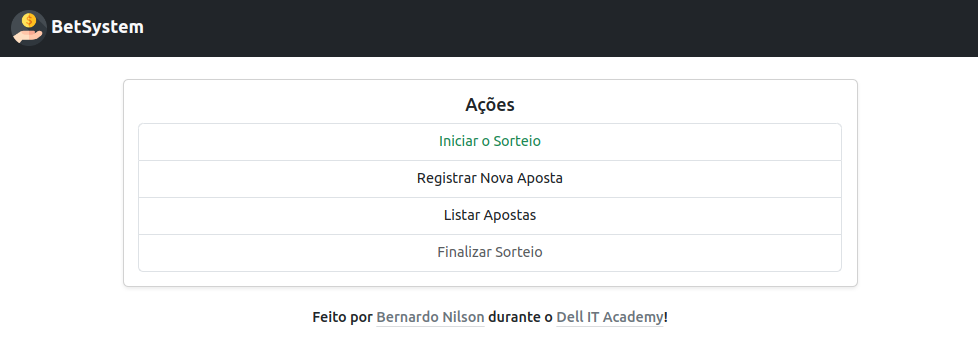 BetSystem
Ações
Iniciar o Sorteio
Registrar Nova Aposta
Listar Apostas
Finalizar Sorteio
Feito por Bernardo Nilson durante o Dell IT Academy!